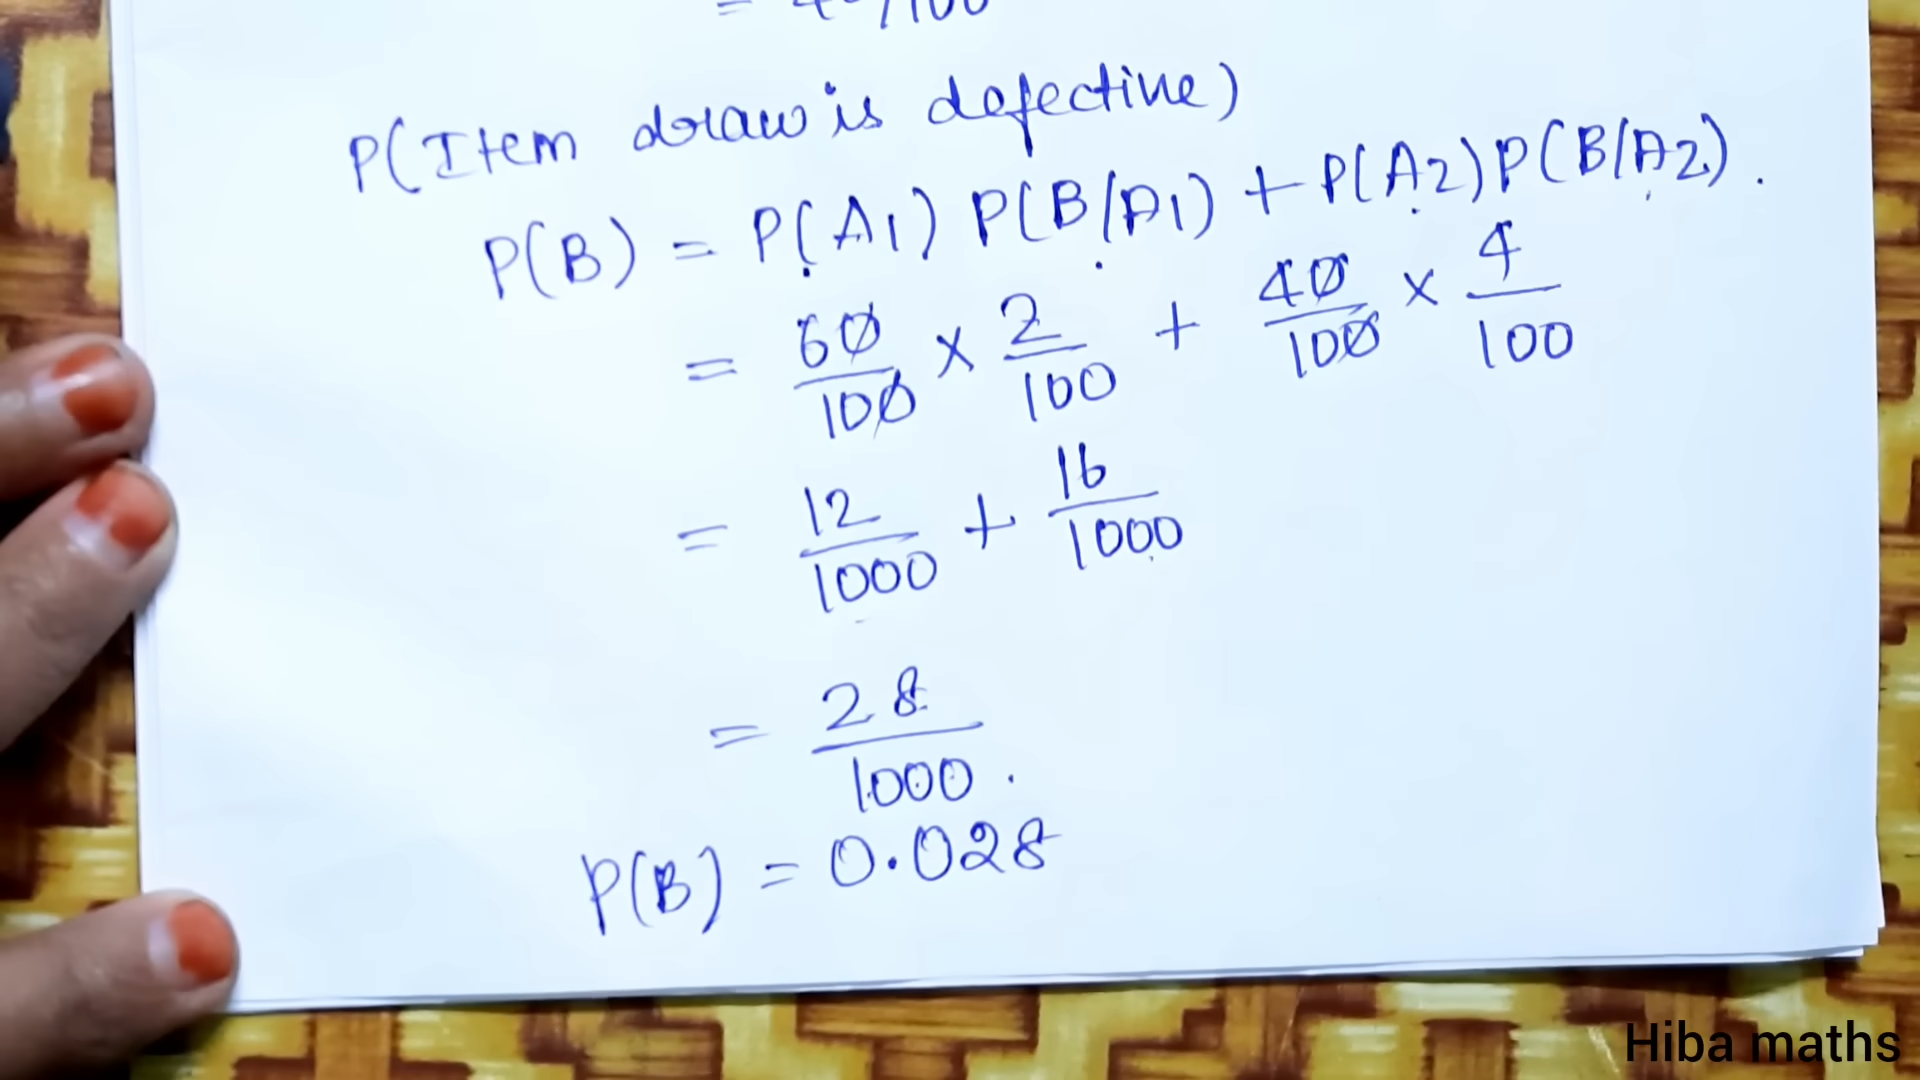 P(Item draw is defective)
P(B) = P(A1) P(B/A1) + P(A2) P(B/A2).
= 60/100 × 2/100 + 40/100 × 4/100
= 12/1000 + 16/1000
= 28/1000.
P(B) = 0.028
Hiba maths